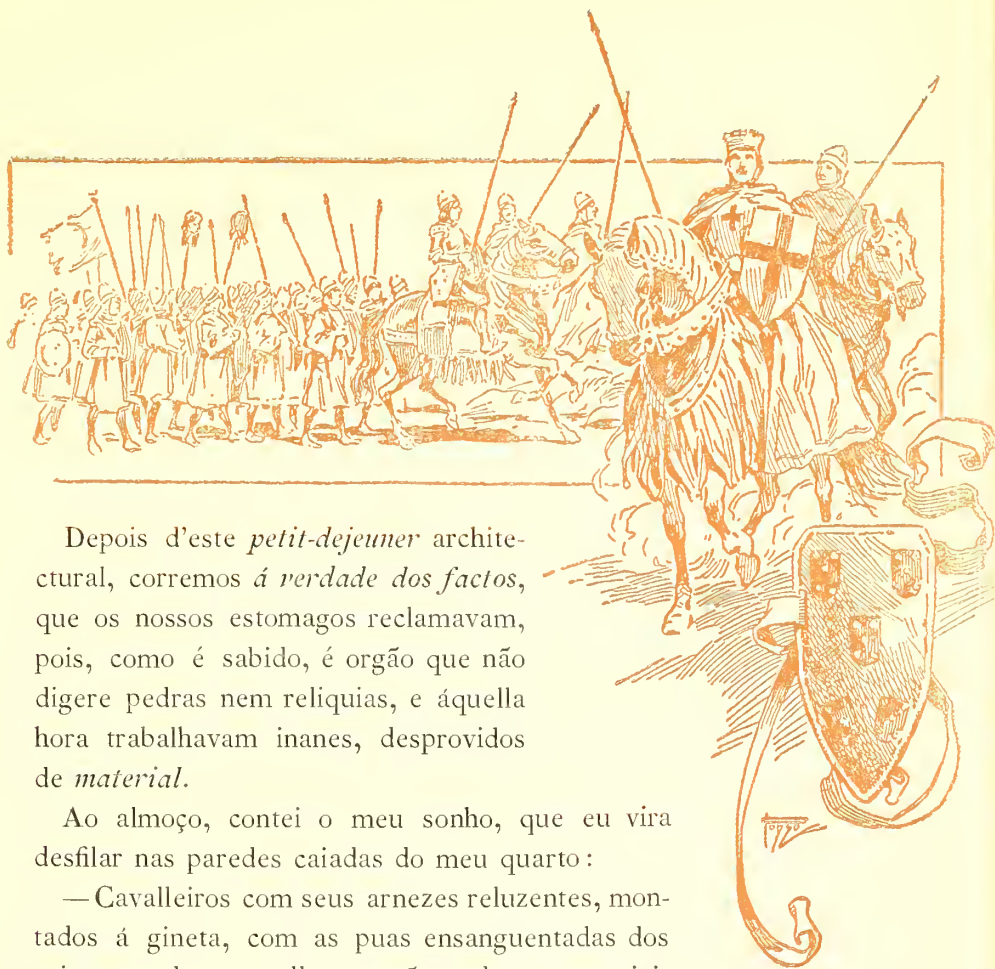 Depois d'este petit-dejeuner archite-
ctural, corremos á verdade dos factos,
que os nossos estomagos reclamavam,
pois, como é sabido, é orgão que não
digere pedras nem reliquias, e áquella
hora trabalhavam inanes, desprovidos
de material.
Ao almoço, contei o meu sonho, que eu vira
desfilar nas paredes caiadas do meu quarto:
— Cavalleiros com seus arnezes reluzentes, mon-
tados á gineta, com as puas ensanguentadas dos